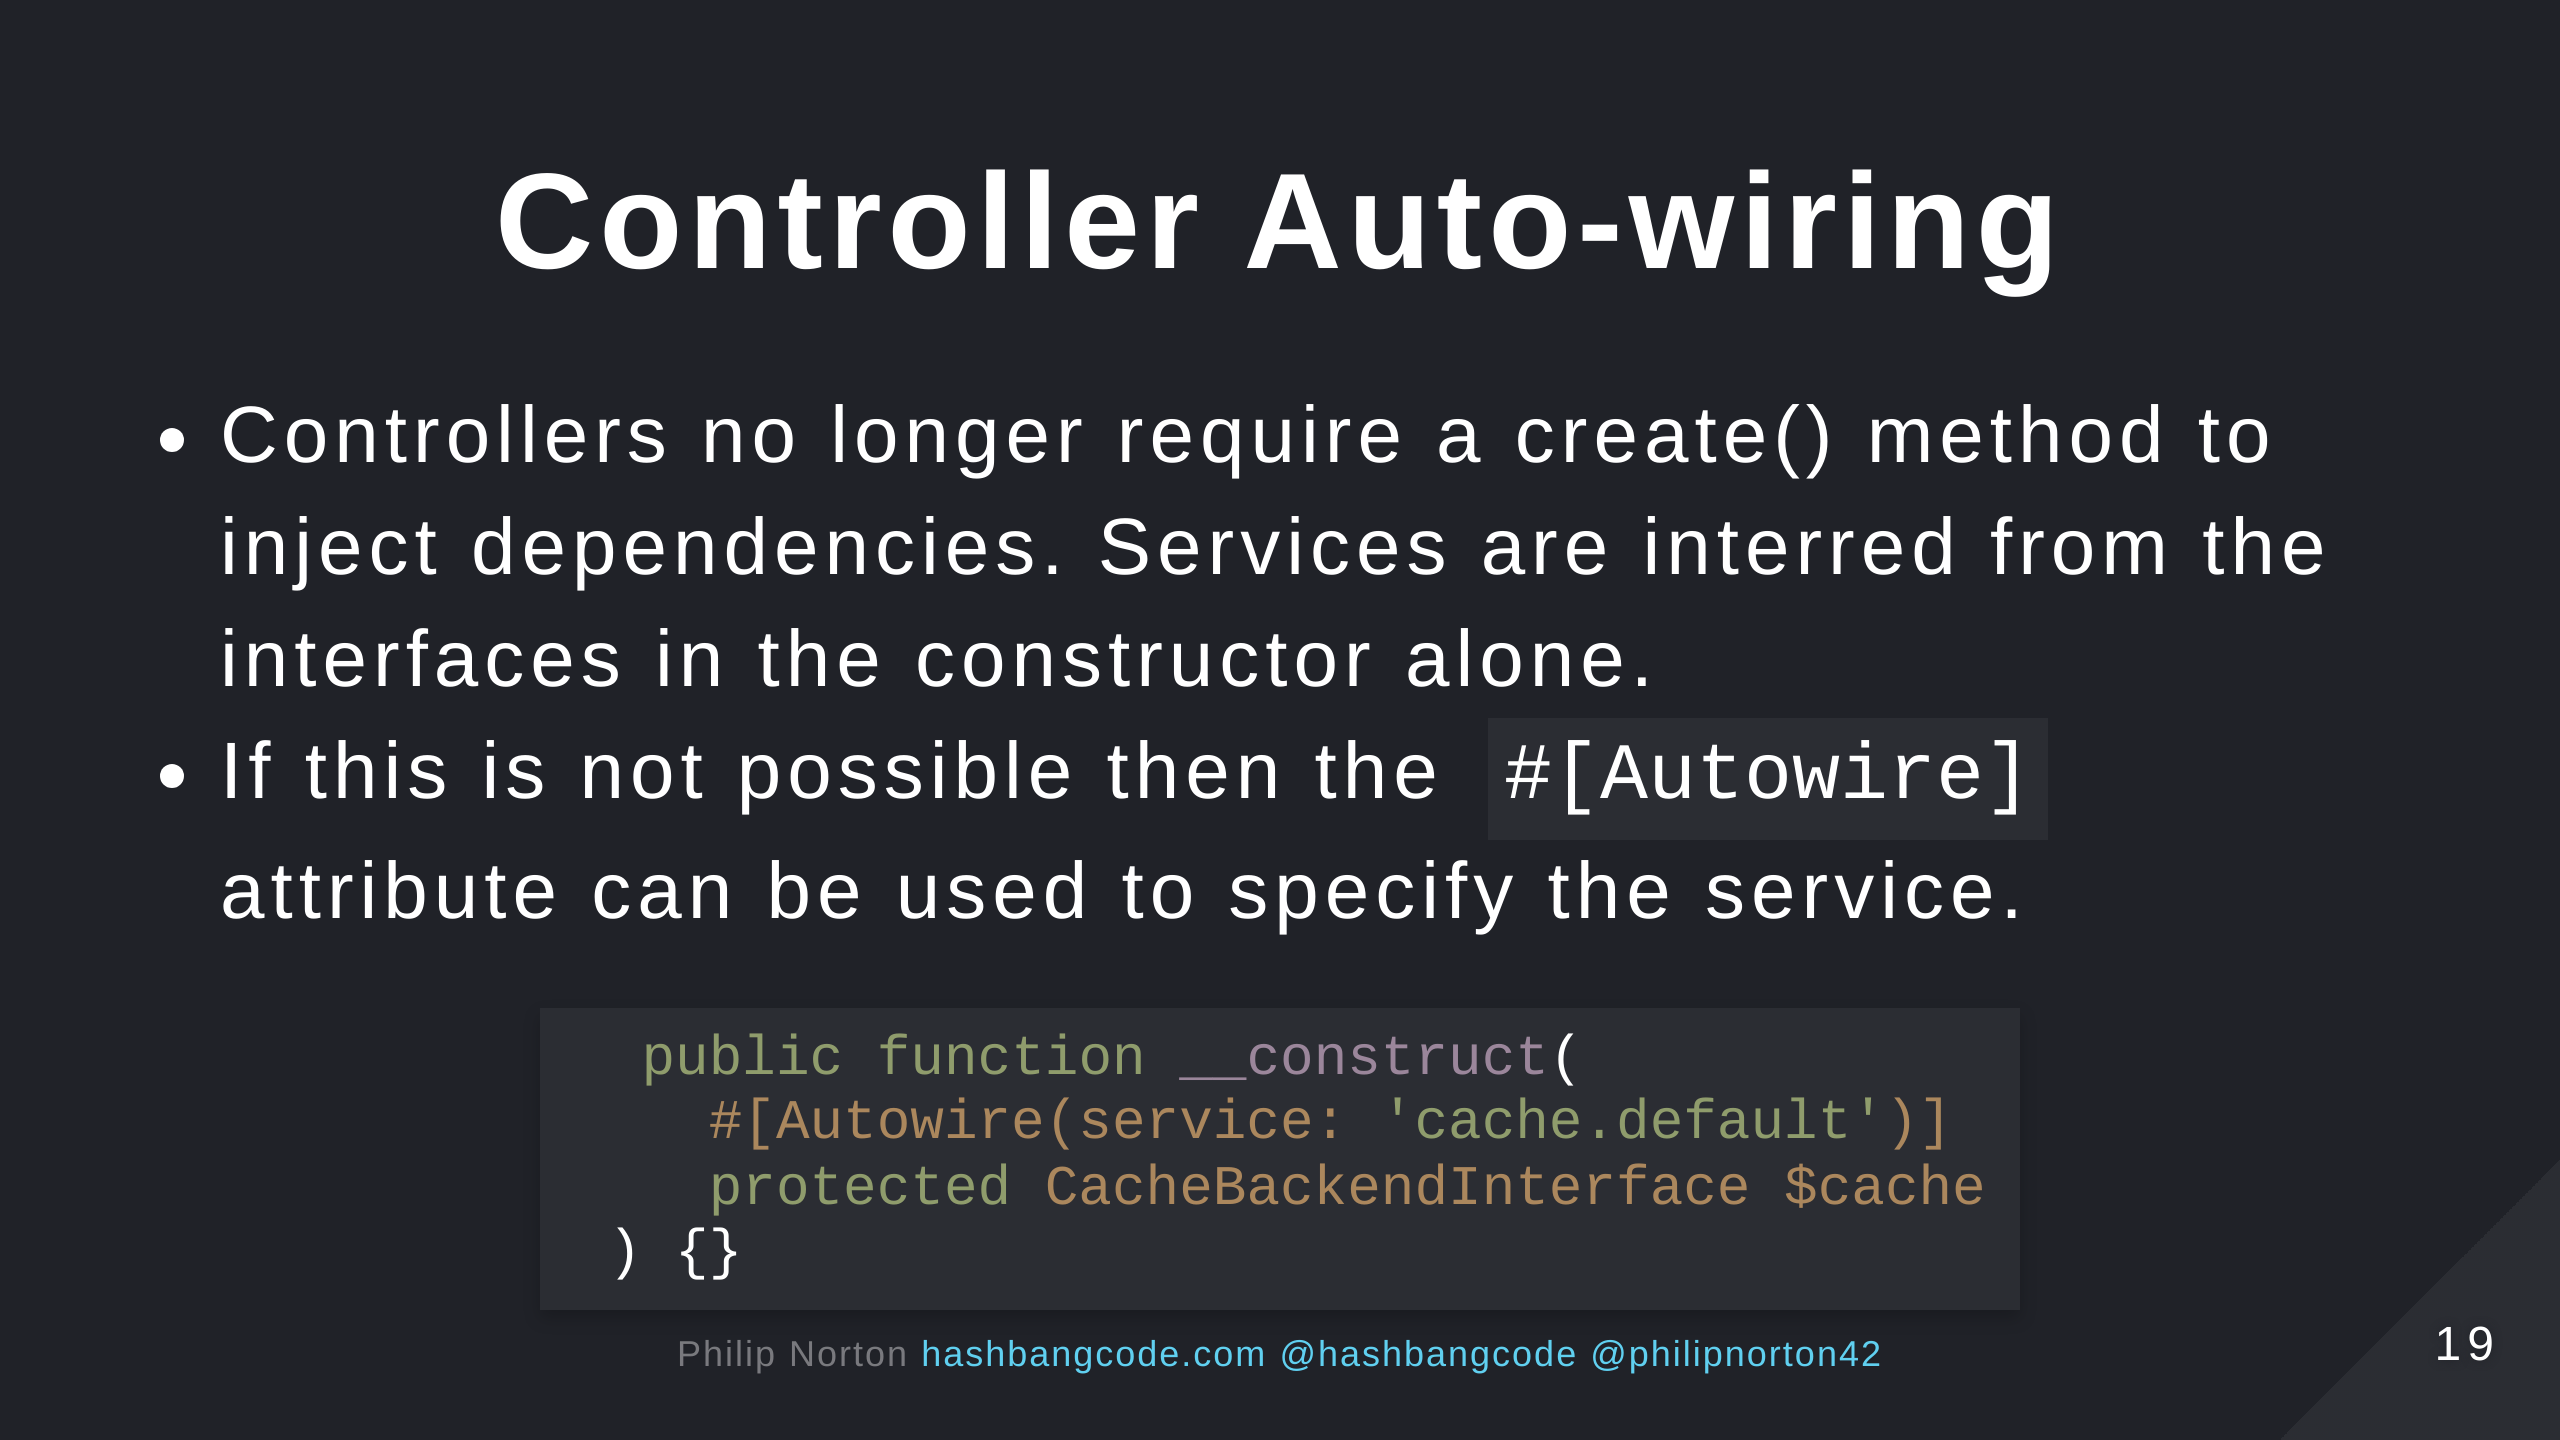 Controller Auto-wiring
• Controllers no longer require a create() method to
inject dependencies. Services are interred from the
interfaces in the constructor alone.
• If this is not possible then the #[Autowire]
attribute can be used to specify the service.
public function __construct(
#[Autowire(service: 'cache.default')]
protected CacheBackendInterface $cache
) {}
Philip Norton hashbangcode.com @hashbangcode @philipnorton42
19